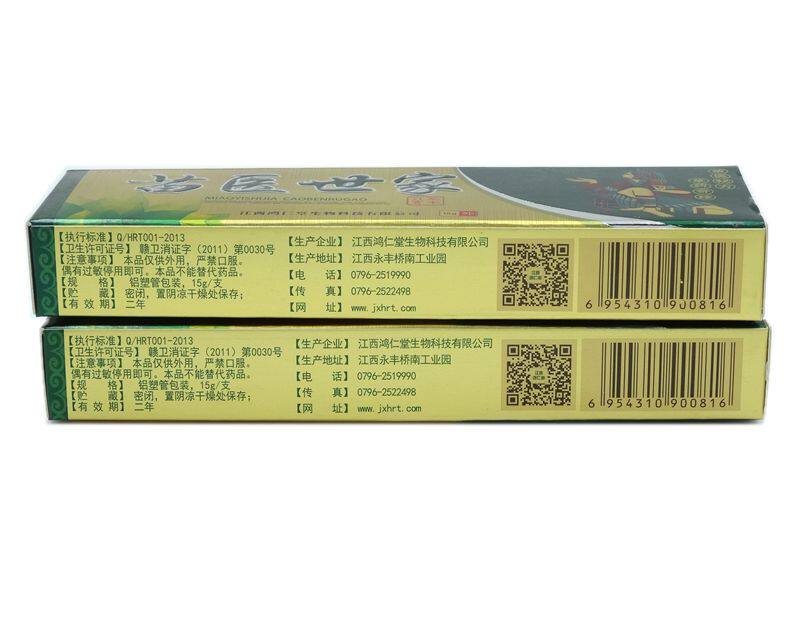 苗医世家
MIAOYISHIJIA CAOBENRUGAO
江西鸿仁堂生物科技有限公司
【执行标准】Q/HRT001-2013
【卫生许可证号】 赣卫消证字（2011）第0030号
【注意事项】 本品仅供外用，严禁口服。
偶有过敏停用即可。本品不能替代药品。
【规 格】 铝塑管包装，15g/支
【贮 藏】 密闭，置阴凉干燥处保存；
【有 效 期】 二年
【生产企业】 江西鸿仁堂生物科技有限公司
【生产地址】 江西永丰桥南工业园
【电 话】 0796-2519990
【传 真】 0796-2522498
【网 址】 www.jxhrt.com
6 954310 900816
【执行标准】Q/HRT001-2013
【卫生许可证号】 赣卫消证字（2011）第0030号
【注意事项】 本品仅供外用，严禁口服。
偶有过敏停用即可。本品不能替代药品。
【规 格】 铝塑管包装，15g/支
【贮 藏】 密闭，置阴凉干燥处保存；
【有 效 期】 二年
【生产企业】 江西鸿仁堂生物科技有限公司
【生产地址】 江西永丰桥南工业园
【电 话】 0796-2519990
【传 真】 0796-2522498
【网 址】 www.jxhrt.com
6 954310 900816